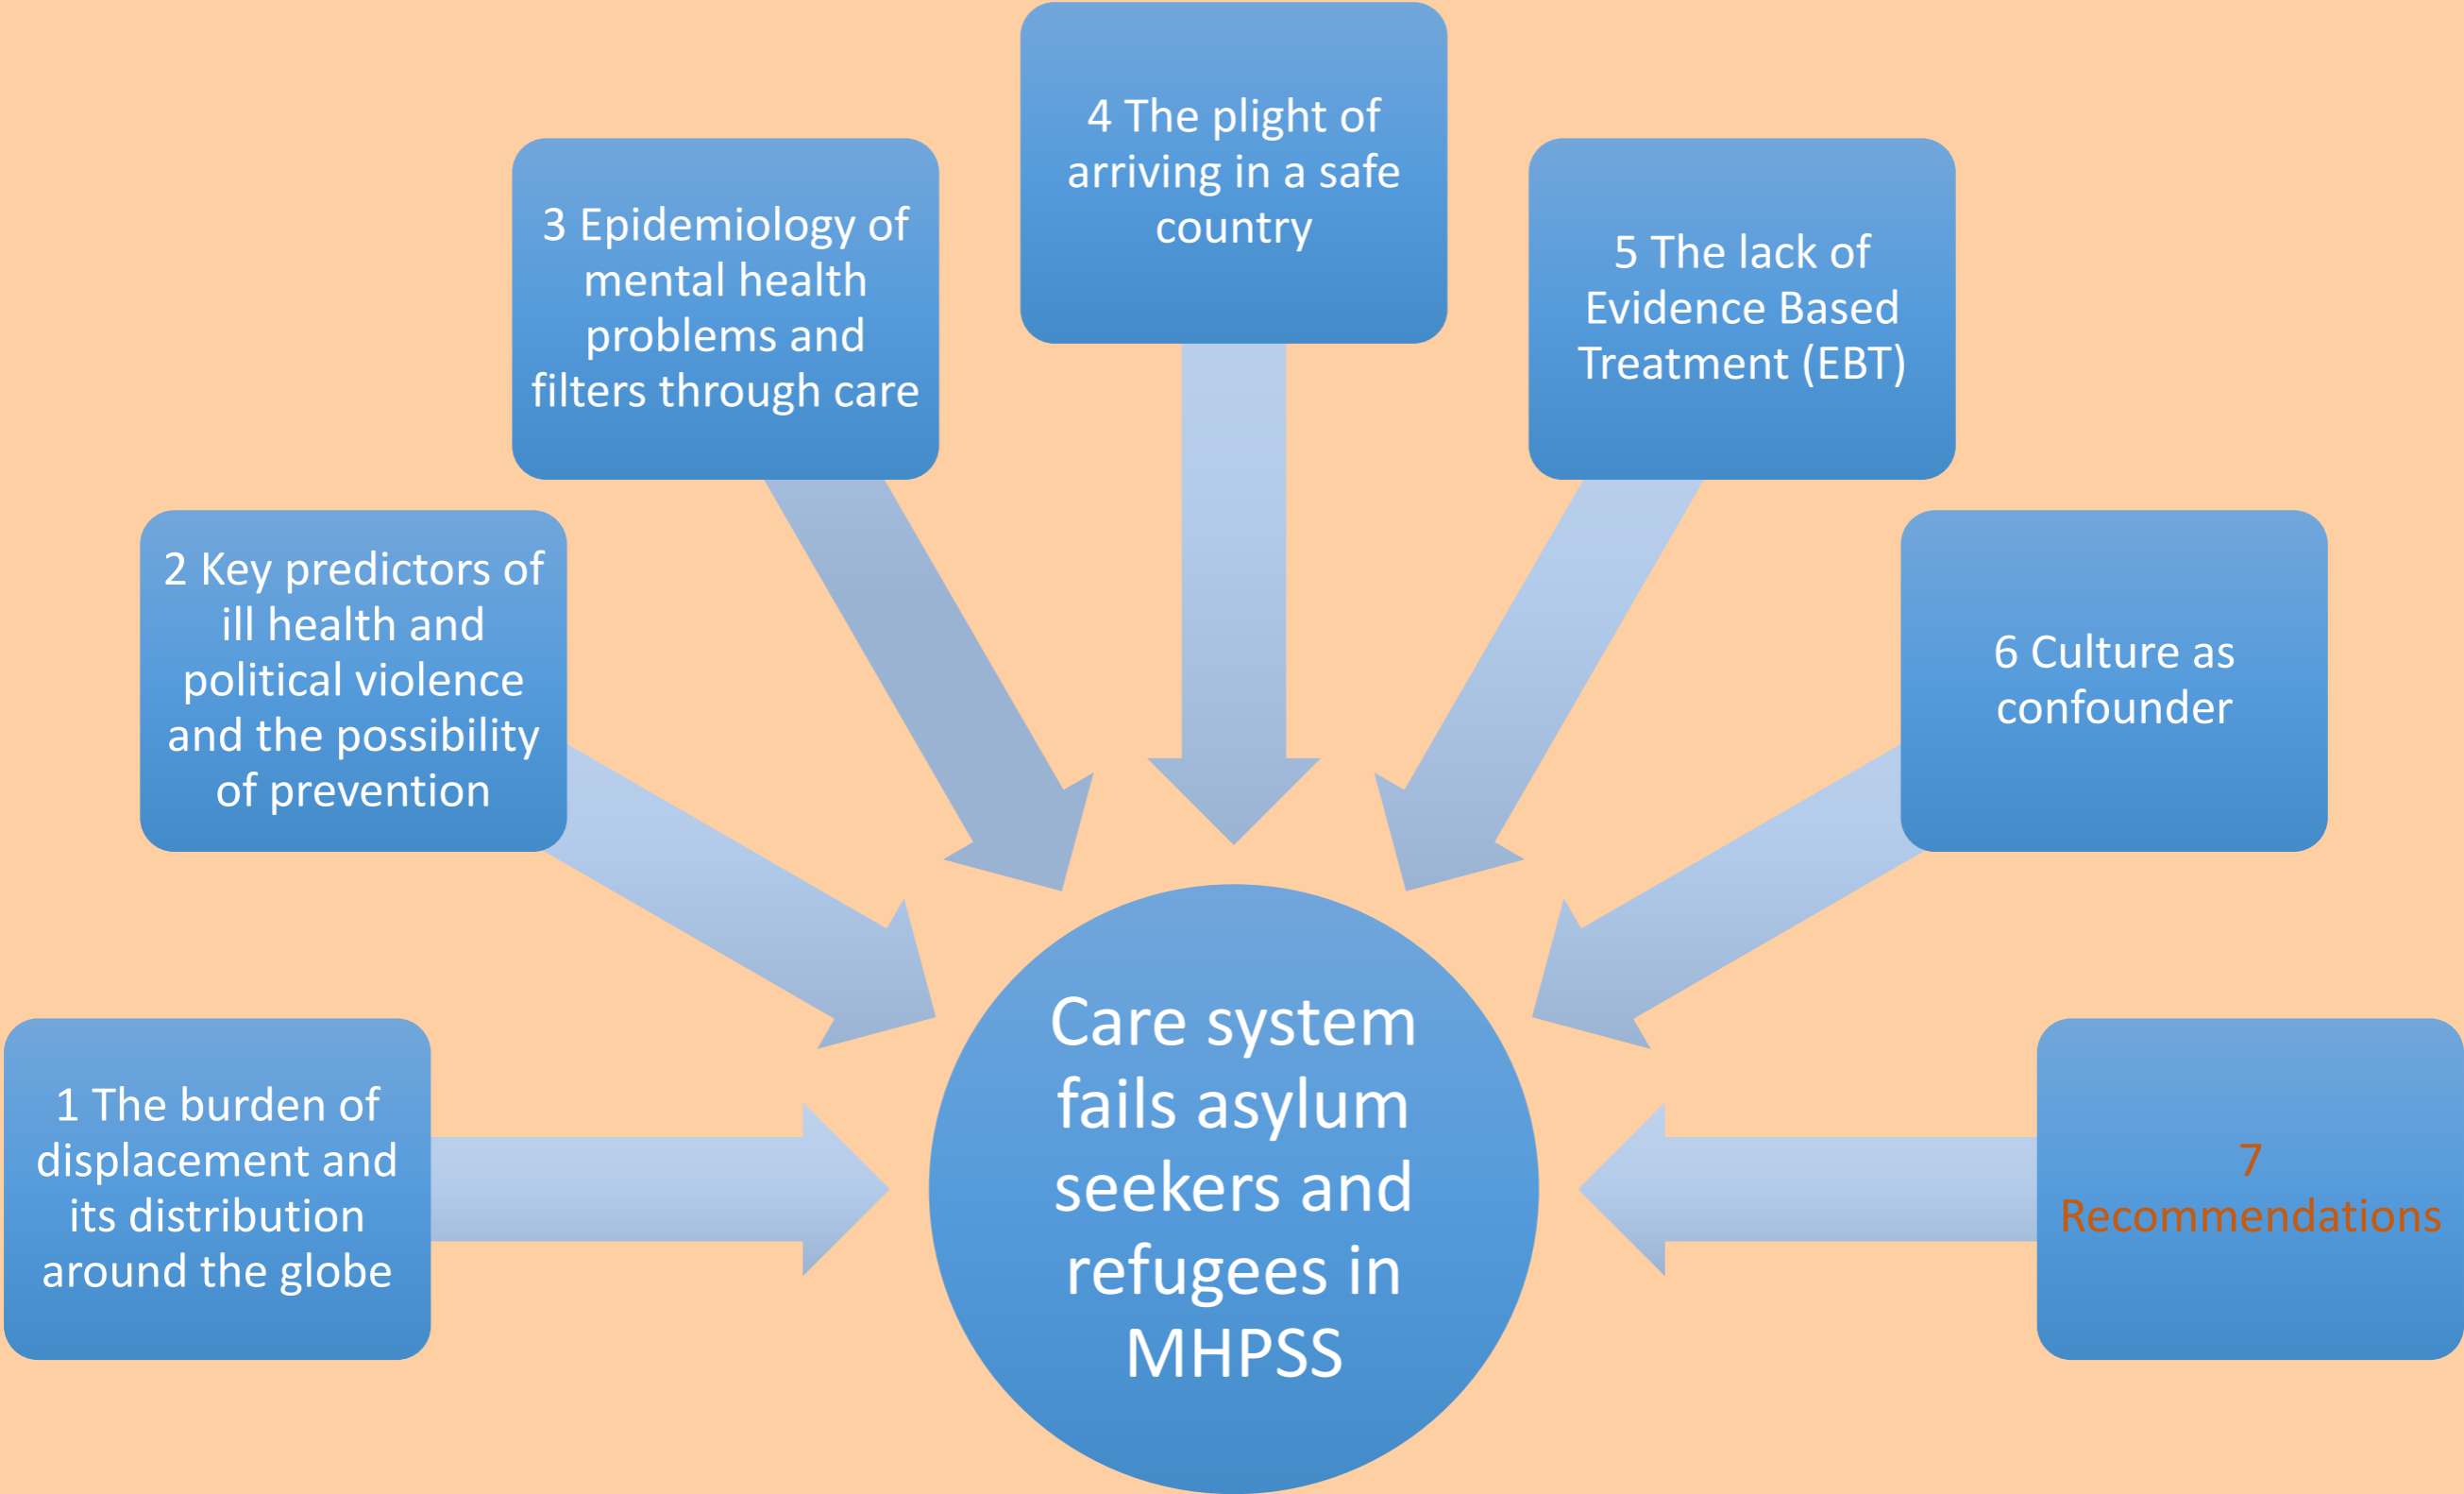 1 The burden of
displacement and
its distribution
around the globe
2 Key predictors of
ill health and
political violence
and the possibility
of prevention
3 Epidemiology of
mental health
problems and
filters through care
4 The plight of
arriving in a safe
country
5 The lack of
Evidence Based
Treatment (EBT)
6 Culture as
confounder
7
Recommendations
Care system
fails asylum
seekers and
refugees in
MHPSS